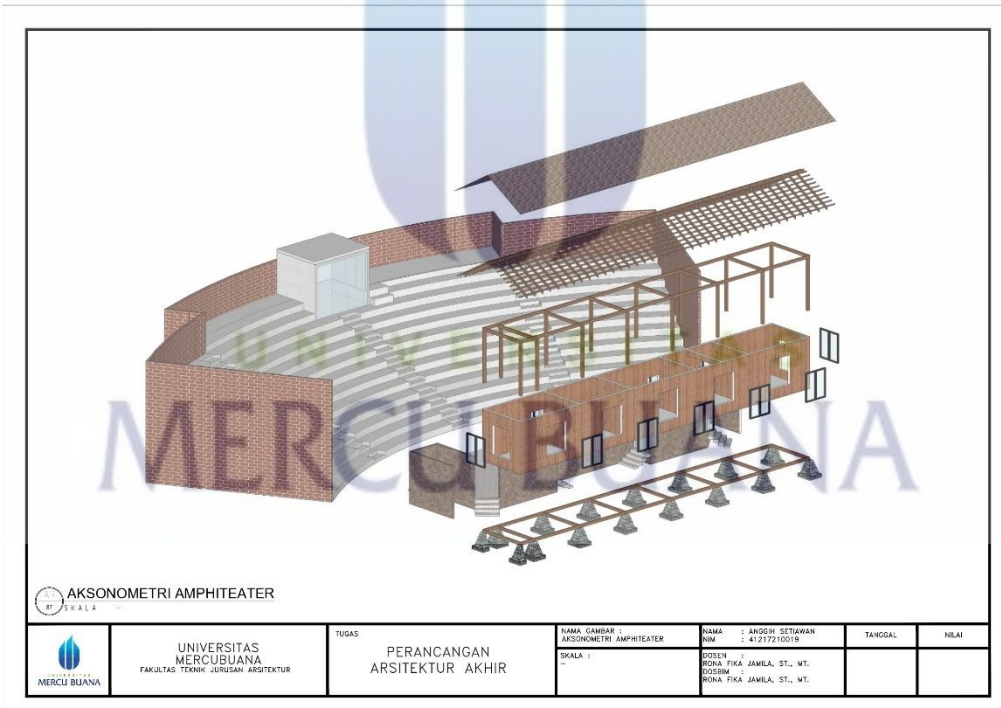 UNIVERSITAS
MERCU BUANA
AKSONOMETRI AMPHITEATER
87
SKALA
UNIVERSITAS
MERCU BUANA
UNIVERSITAS
MERCUBUANA
FAKULTAS TEKNIK JURUSAN ARSITEKTUR
TUGAS
PERANCANGAN
ARSITEKTUR AKHIR
NAMA GAMBAR :
AKSONOMETRI AMPHITEATER
SKALA :
–
NAMA : ANGGIH SETIAWAN
NIM : 41217210019
DOSEN :
RONA FIKA JAMILA, ST., MT.
DOSBIM :
RONA FIKA JAMILA, ST., MT.
TANGGAL
NILAI